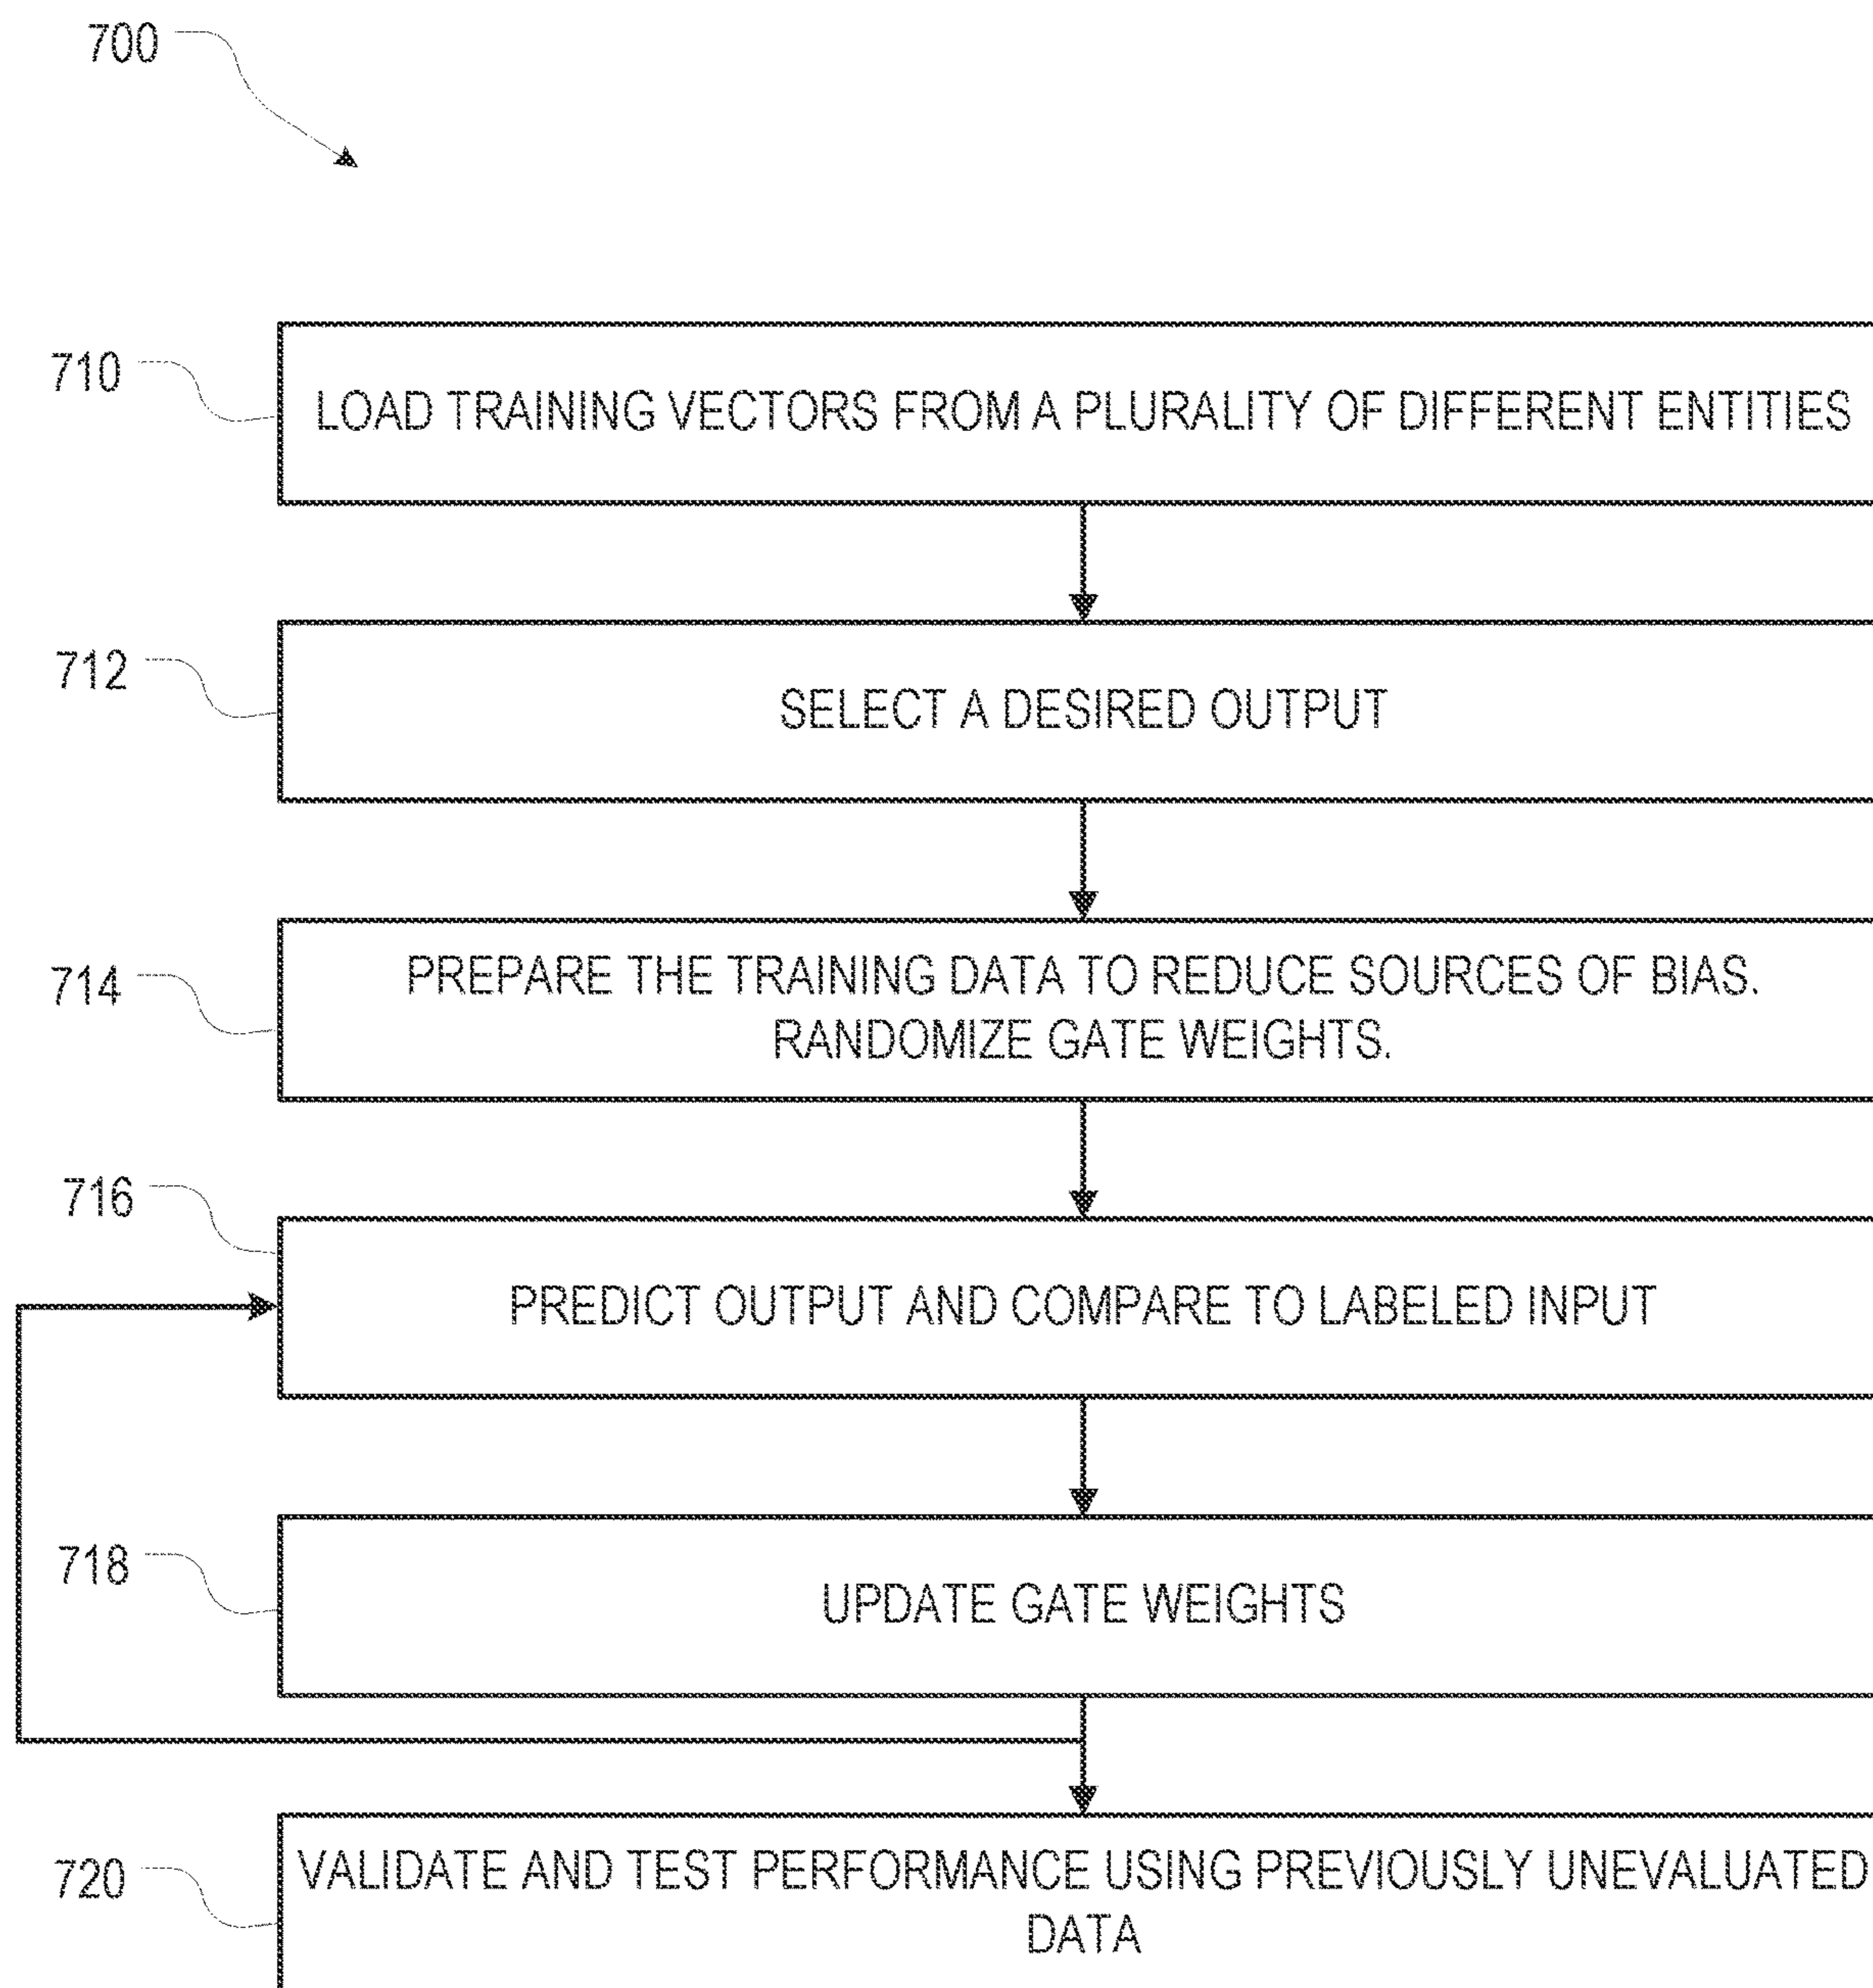 700
710
LOAD TRAINING VECTORS FROM A PLURALITY OF DIFFERENT ENTITIES
712
SELECT A DESIRED OUTPUT
714
PREPARE THE TRAINING DATA TO REDUCE SOURCES OF BIAS.
RANDOMIZE GATE WEIGHTS.
716
PREDICT OUTPUT AND COMPARE TO LABELED INPUT
718
UPDATE GATE WEIGHTS
720
VALIDATE AND TEST PERFORMANCE USING PREVIOUSLY UNEVALUATED
DATA